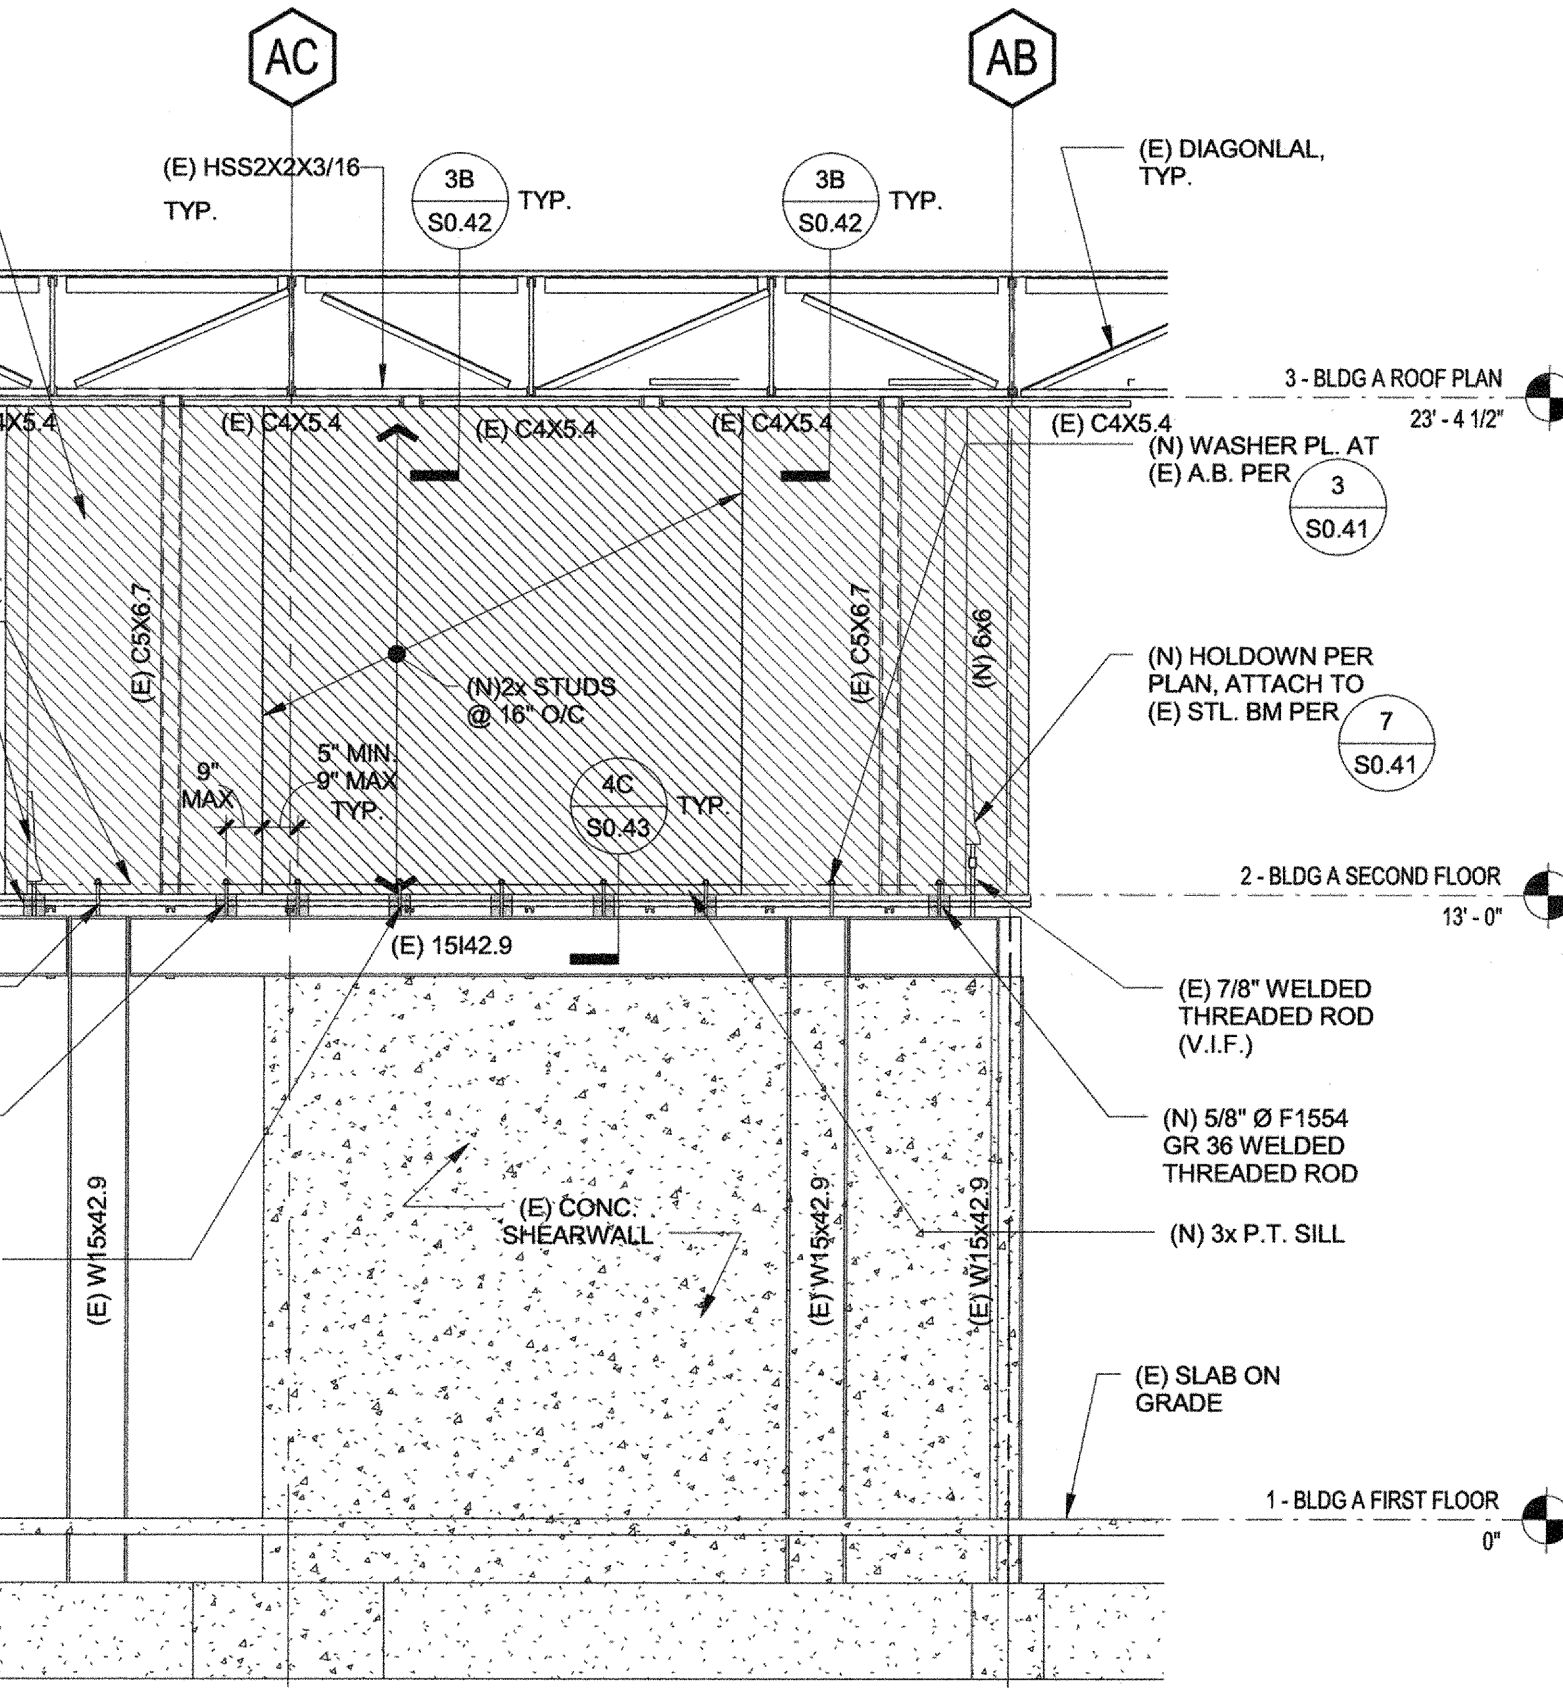 AC
AB
(E) HSS2X2X3/16
TYP.
3B
S0.42
TYP.
3B
S0.42
TYP.
(E) DIAGONLAL,
TYP.
3 - BLDG A ROOF PLAN
23' - 4 1/2"
4X5.4
(E) C4X5.4
(E) C4X5.4
(E) C4X5.4
(E) C4X5.4
(N) WASHER PL. AT
(E) A.B. PER
3
S0.41
(E) C5X6.7
(E) C5X6.7
(N) 6x6
(N)2x STUDS
@ 16" O/C
(N) HOLDOWN PER
PLAN, ATTACH TO
(E) STL. BM PER
7
S0.41
9"
MAX
5" MIN.
9" MAX
TYP.
4C
S0.43
TYP.
2 - BLDG A SECOND FLOOR
13' - 0"
(E) 15I42.9
(E) 7/8" WELDED
THREADED ROD
(V.I.F.)
(N) 5/8" Ø F1554
GR 36 WELDED
THREADED ROD
(E) W15x42.9
(E) CONC.
SHEARWALL
(E) W15x42.9
(E) W15x42.9
(N) 3x P.T. SILL
(E) SLAB ON
GRADE
1 - BLDG A FIRST FLOOR
0"